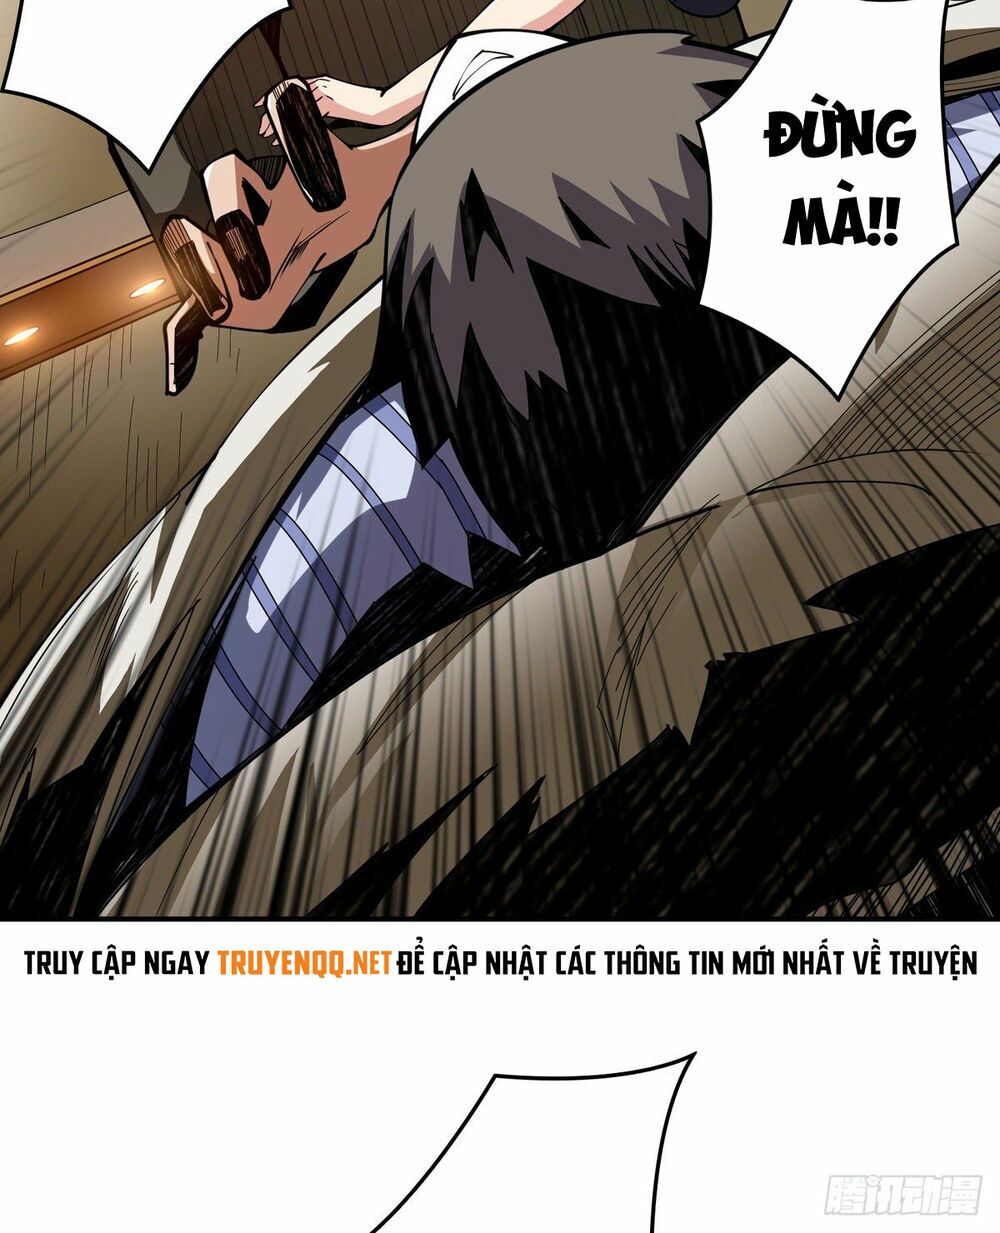 ĐỪNG
MÀ!!
TRUY CẬP NGAY TRUYENQQ.NET ĐỂ CẬP NHẬT CÁC THÔNG TIN MỚI NHẤT VỀ TRUYỆN
腾讯动漫